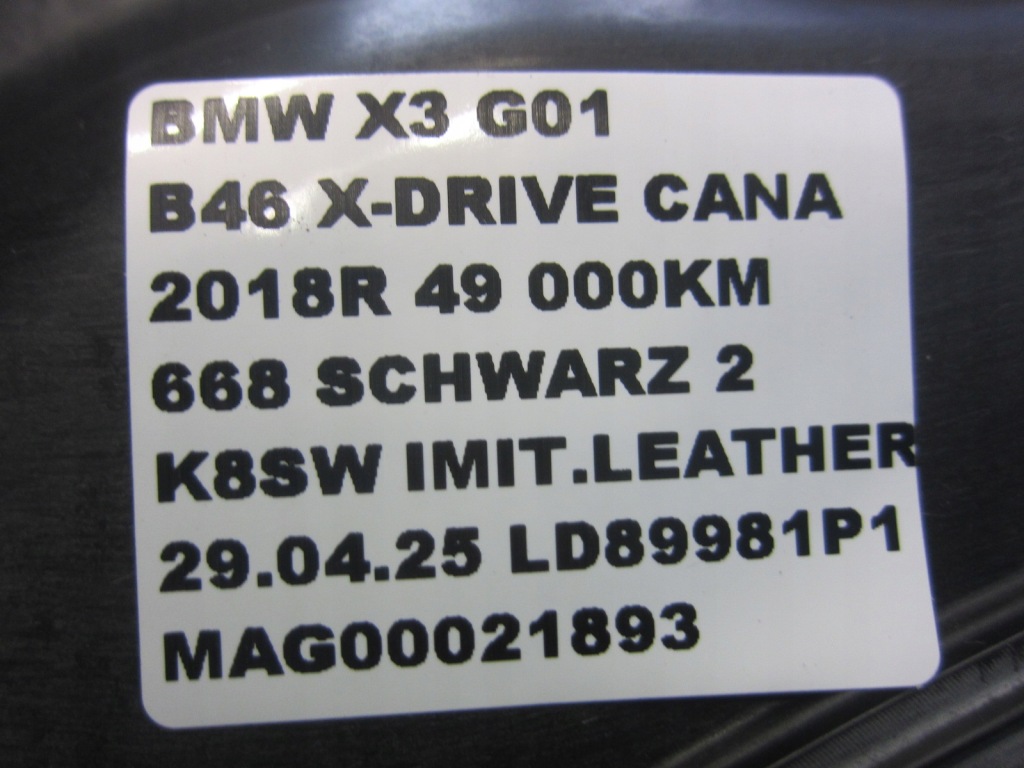 BMW X3 G01
B46 X-DRIVE CANA
2018R 49 000KM
668 SCHWARZ 2
K8SW IMIT.LEATHER
29.04.25 LD89981P1
MAG00021893